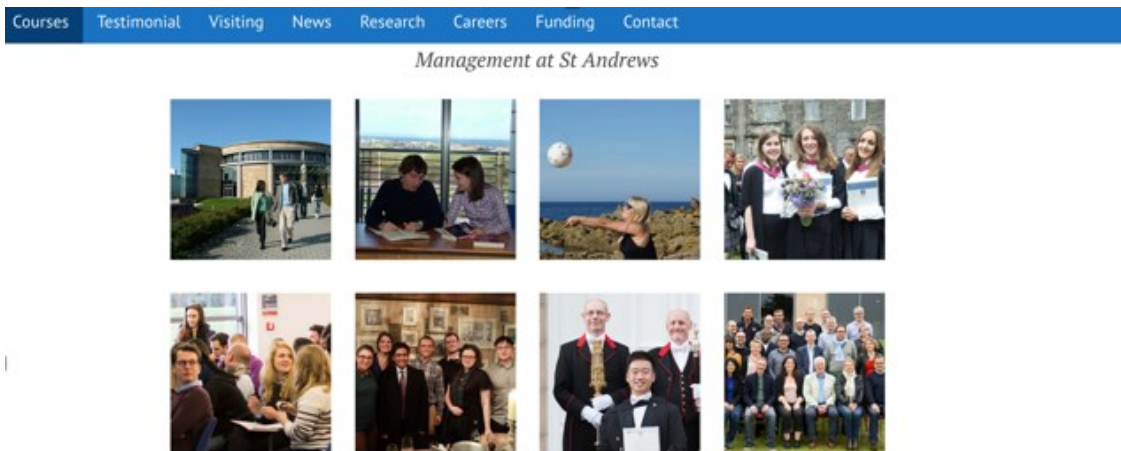 Courses Testimonial Visiting News Research Careers Funding Contact
Management at St Andrews